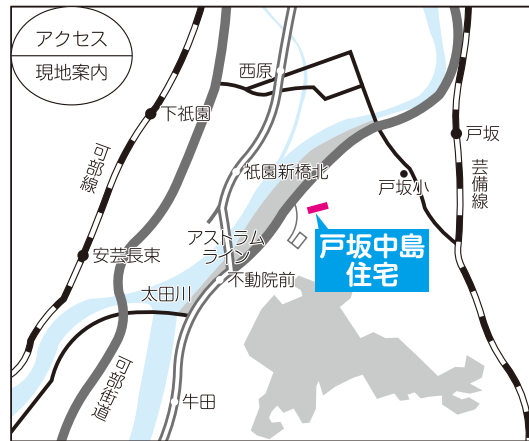 アクセス
現地案内
西原
下祇園
戸坂
可部線
祇園新橋北
戸坂小
芸備線
アストラム
ライン
戸坂中島
住宅
安芸長束
不動院前
太田川
可部街道
牛田